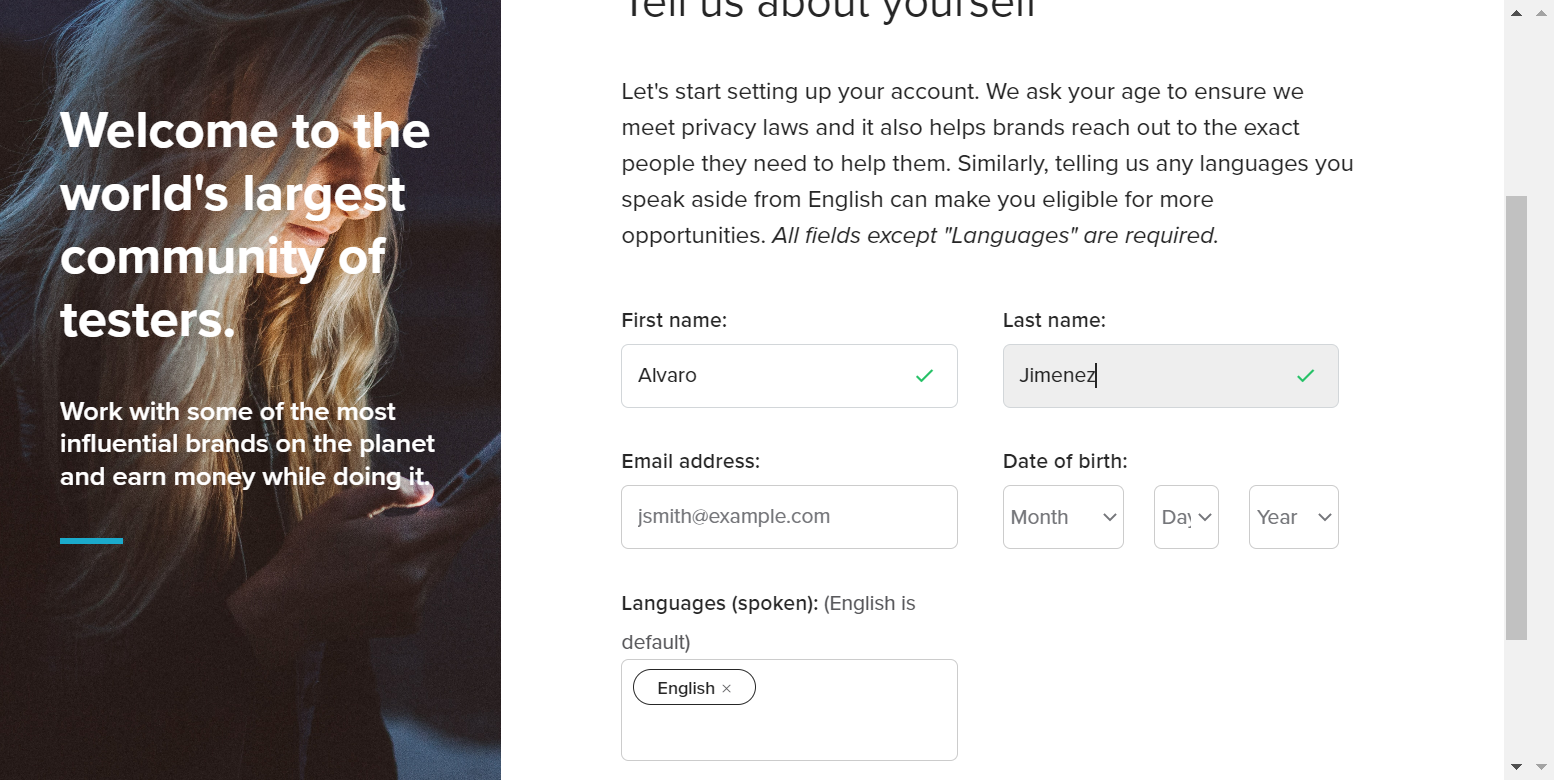 Welcome to the
world's largest
community of
testers.
Work with some of the most
influential brands on the planet
and earn money while doing it.
Tell us about yourself
Let's start setting up your account. We ask your age to ensure we
meet privacy laws and it also helps brands reach out to the exact
people they need to help them. Similarly, telling us any languages you
speak aside from English can make you eligible for more
opportunities. All fields except "Languages" are required.
First name: Last name:
Alvaro Jimenez
Email address: Date of birth:
jsmith@example.com Month Day Year
Languages (spoken): (English is
default)
English ×